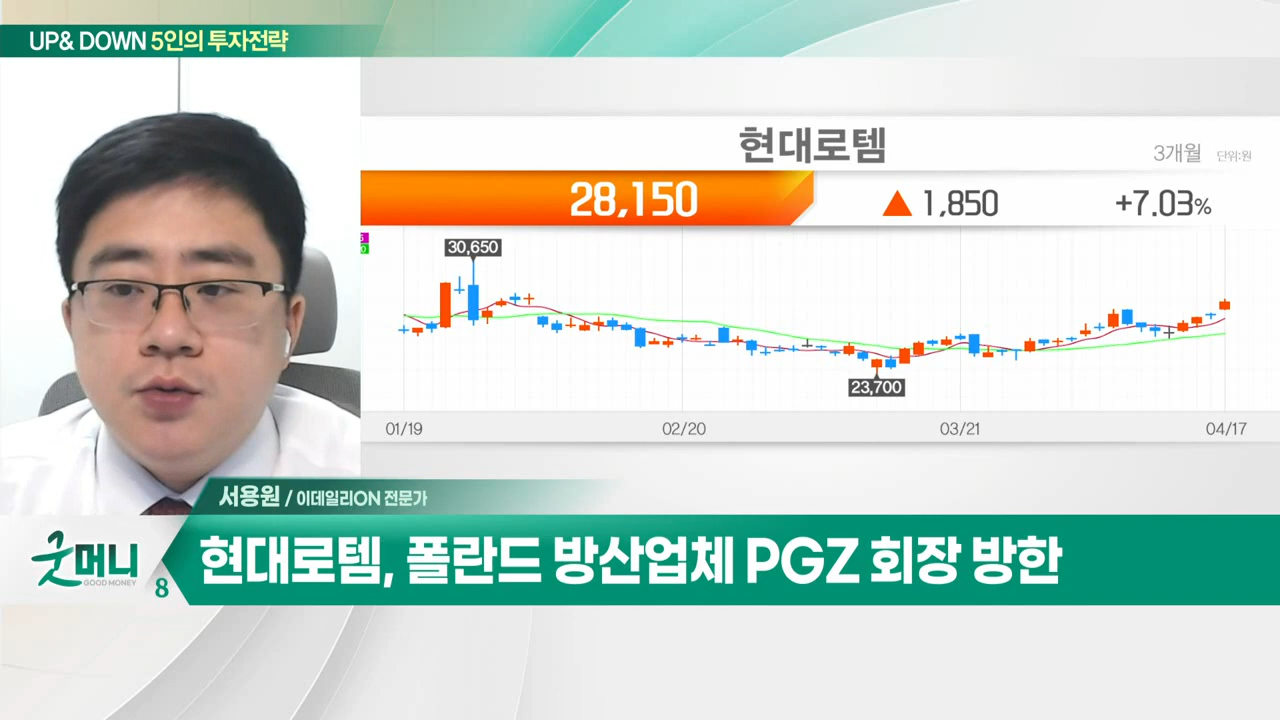 UP& DOWN 5인의 투자전략
현대로템
3개월 단위:원
28,150 ▲ 1,850 +7.03%
30,650
23,700
01/19 02/20 03/21 04/17
서용원 / 이데일리ON 전문가
굿머니
GOOD MONEY
8
현대로템, 폴란드 방산업체 PGZ 회장 방한